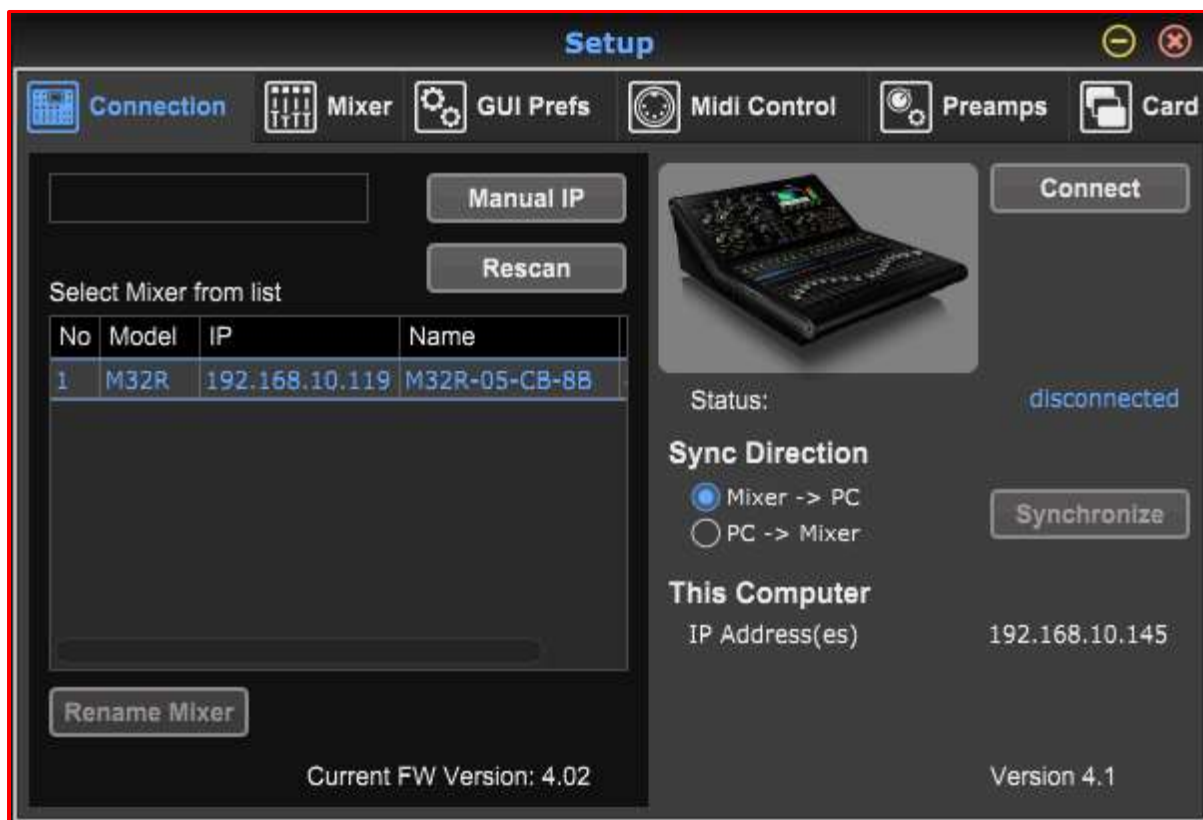 Setup
Connection Mixer GUI Prefs Midi Control Preamps Card
Manual IP
Rescan
Select Mixer from list
No Model IP Name
1 M32R 192.168.10.119 M32R-05-CB-8B
Rename Mixer
Current FW Version: 4.02
Connect
Status: disconnected
Sync Direction
Mixer -> PC
PC -> Mixer
Synchronize
This Computer
IP Address(es) 192.168.10.145
Version 4.1